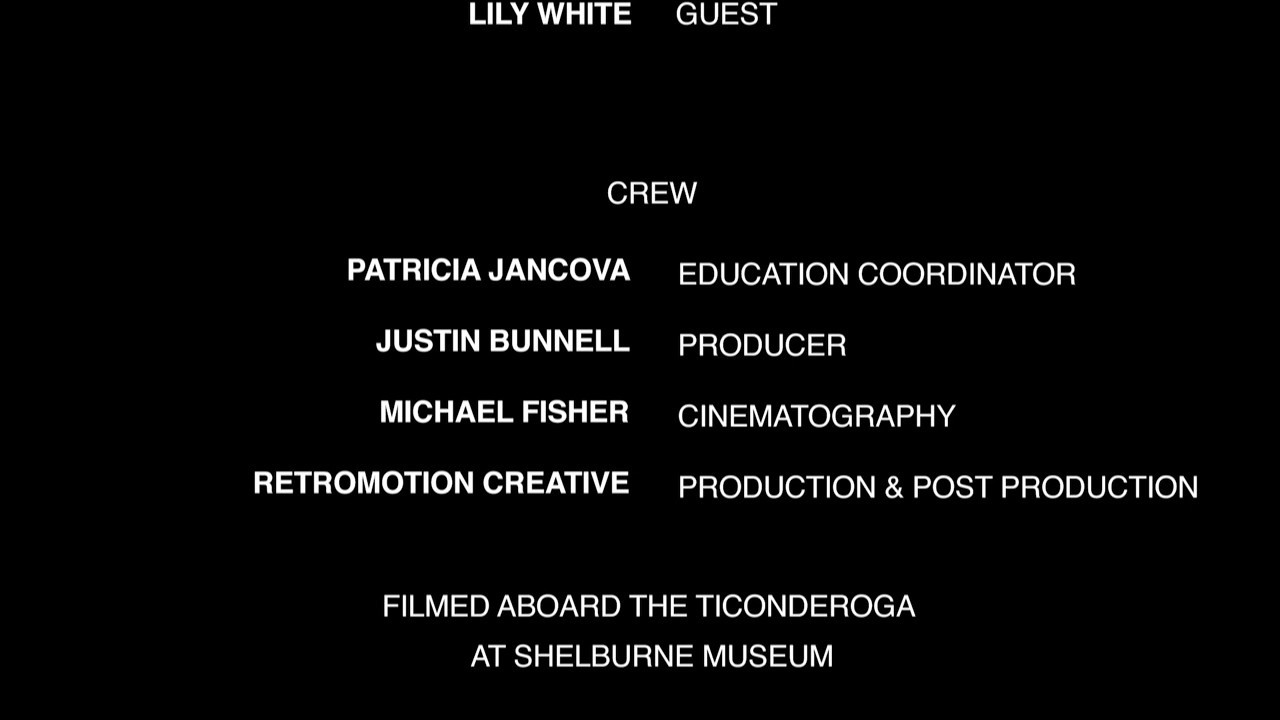 LILY WHITE GUEST
CREW
PATRICIA JANCOVA EDUCATION COORDINATOR
JUSTIN BUNNELL PRODUCER
MICHAEL FISHER CINEMATOGRAPHY
RETROMOTION CREATIVE PRODUCTION & POST PRODUCTION
FILMED ABOARD THE TICONDEROGA
AT SHELBURNE MUSEUM